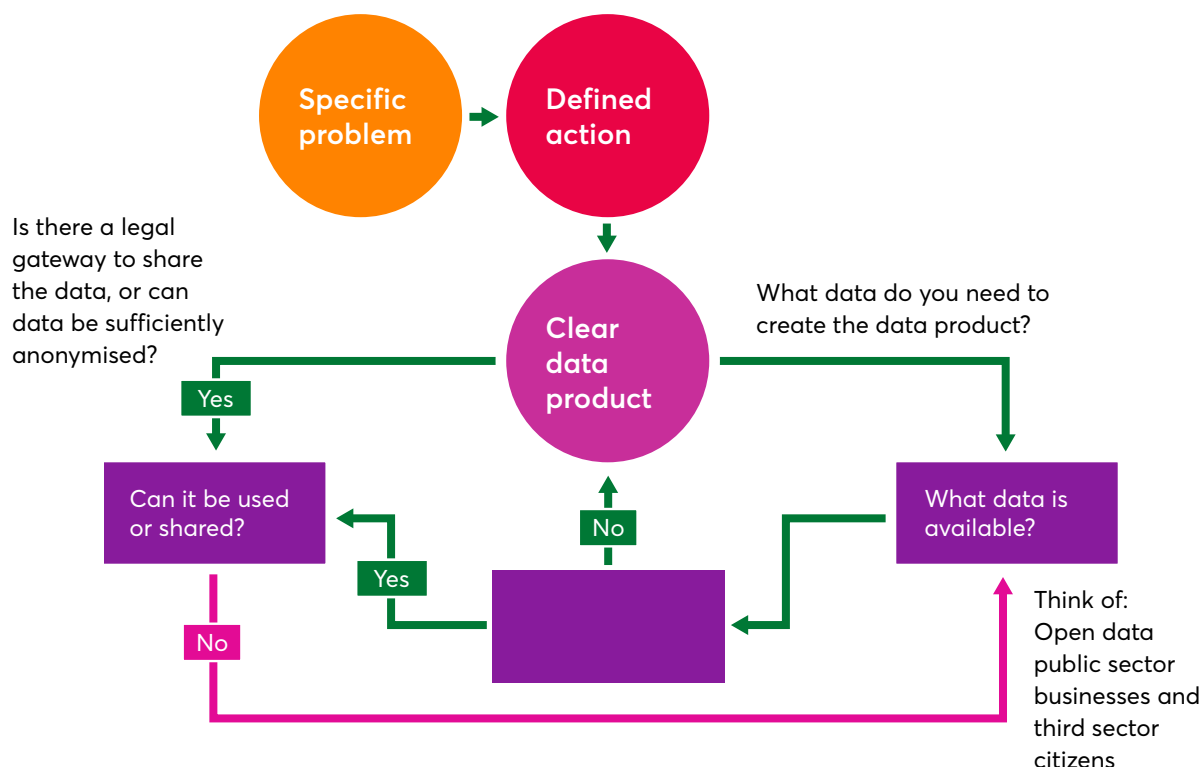 Specific
problem
Defined
action
Is there a legal
gateway to share
the data, or can
data be sufficiently
anonymised?
What data do you need to
create the data product?
Clear
data
product
Yes
Can it be used
or shared?
What data is
available?
No
Yes
No
Think of:
Open data
public sector
businesses and
third sector
citizens